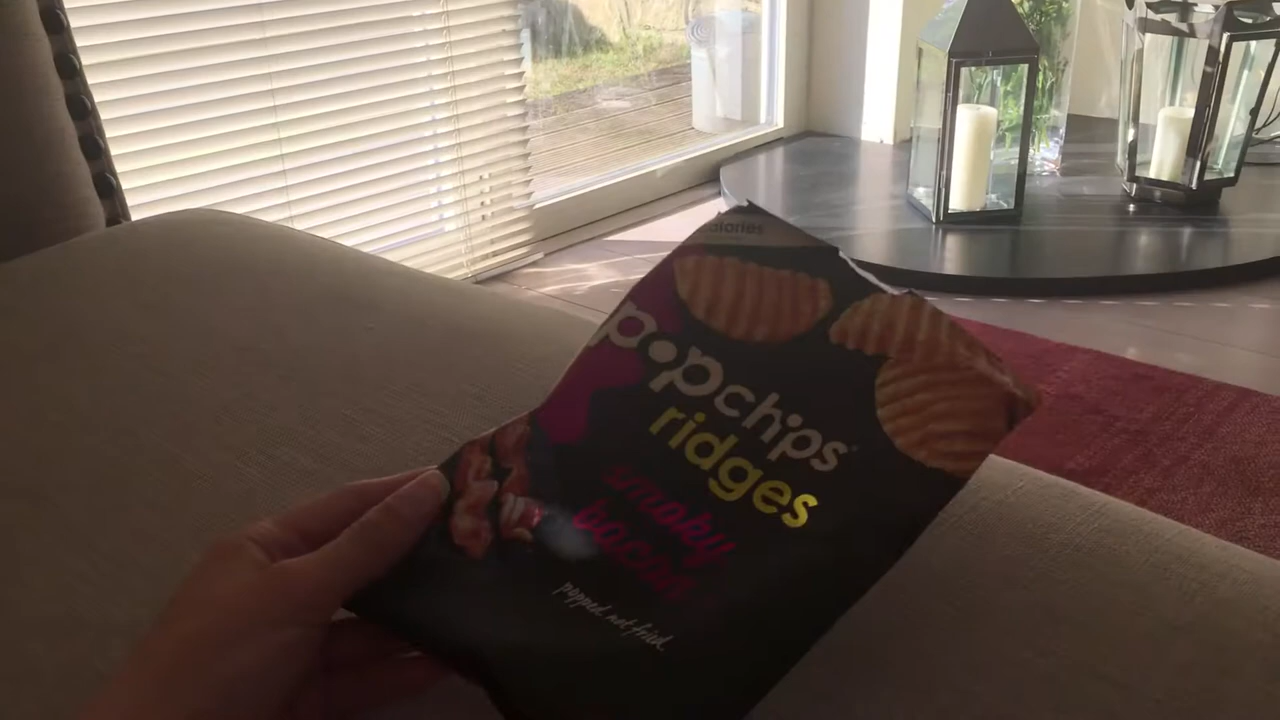 calories
popchips
ridges
smoky
bacon
popped. not fried.